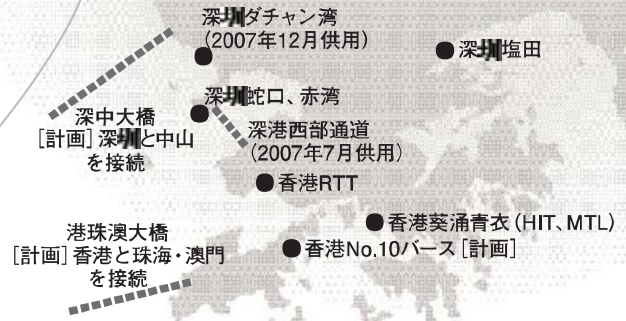 深圳ダチャン湾
(2007年12月供用)
深圳塩田
深圳蛇口、赤湾
深中大橋
[計画]深圳と中山
を接続
深港西部通道
(2007年7月供用)
香港RTT
香港葵涌青衣(HIT、MTL)
香港No.10バース[計画]
港珠澳大橋
[計画]香港と珠海・澳門
を接続